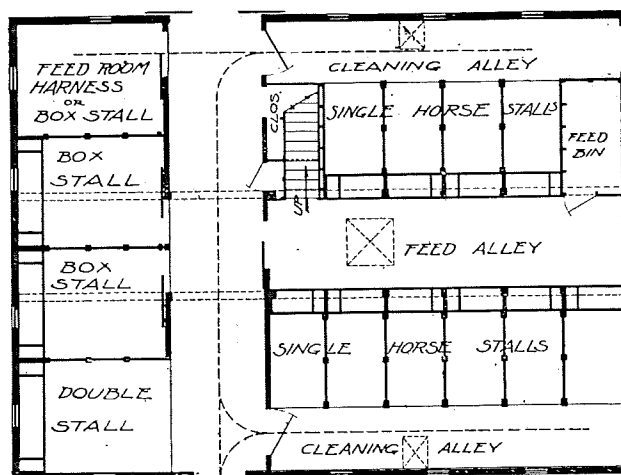 FEED ROOM
HARNESS
OR
BOX STALL
BOX
STALL
BOX
STALL
DOUBLE
STALL
CLEANING ALLEY
CLOS.
SINGLE HORSE STALLS
FEED
BIN
UP
FEED ALLEY
SINGLE HORSE STALLS
CLEANING ALLEY